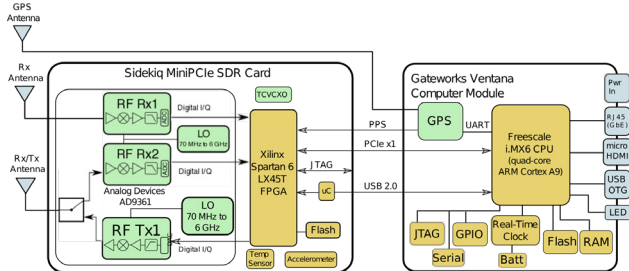 GPS
Antenna
Rx
Antenna
Rx/Tx
Antenna
Sidekiq MiniPCIe SDR Card
RF Rx1
ADC
Digital I/Q
LO
70 MHz to 6 GHz
RF Rx2
ADC
Digital I/Q
Analog Devices
AD9361
LO
70 MHz to
6 GHz
RF Tx1
Digital I/Q
TCVCXO
Xilinx
Spartan 6
LX45T
FPGA
JTAG
uC
Flash
Temp
Sensor
Accelerometer
PPS
PCIe x1
USB 2.0
Gateworks Ventana
Computer Module
GPS
UART
Freescale
i.MX6 CPU
(quad-core
ARM Cortex A9)
JTAG
Serial
GPIO
Real-Time
Clock
Batt
Flash
RAM
Pwr
In
RJ45
(GbE)
micro
HDMI
USB
OTG
LED